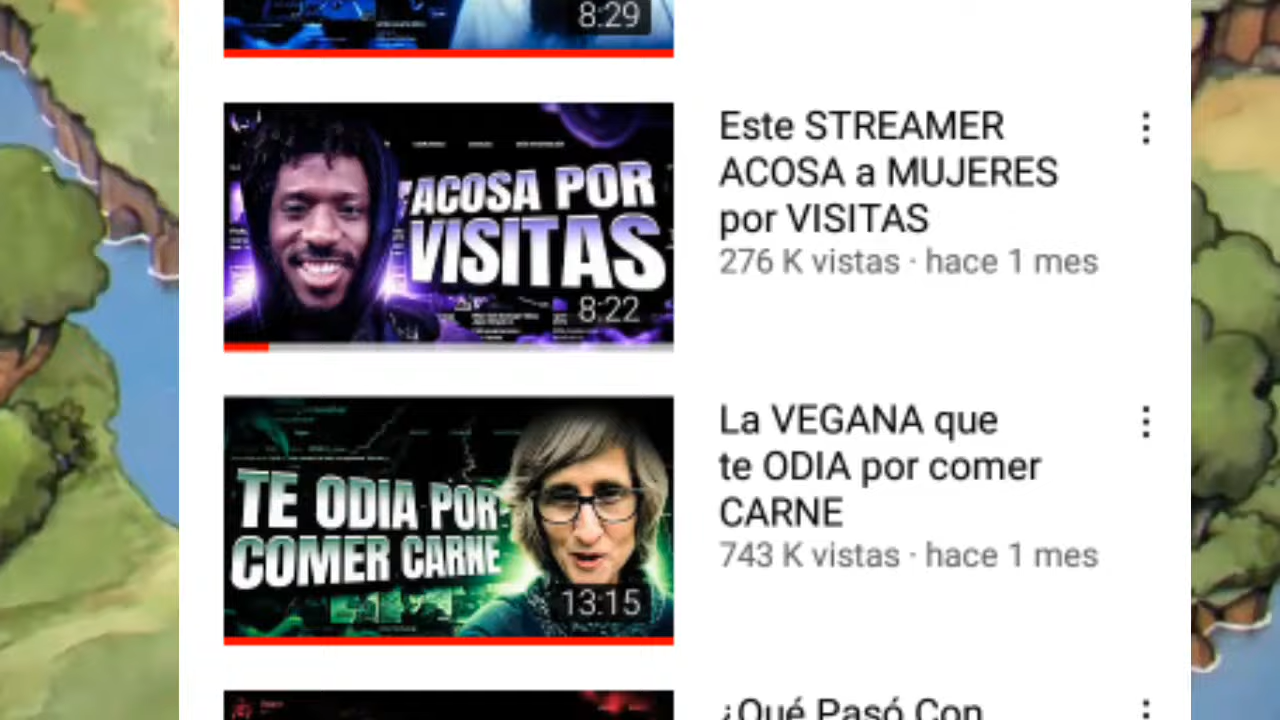 8:29
Este STREAMER
ACOSA a MUJERES
por VISITAS
276 K vistas · hace 1 mes
ACOSA POR
VISITAS
8:22
La VEGANA que
te ODIA por comer
CARNE
743 K vistas · hace 1 mes
TE ODIA POR
COMER CARNE
13:15
¿Qué Pasó Con